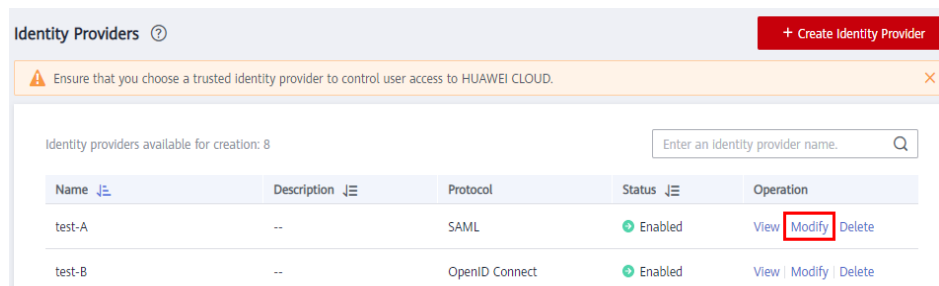 Identity Providers ?
+ Create Identity Provider
Ensure that you choose a trusted identity provider to control user access to HUAWEI CLOUD.
Identity providers available for creation: 8
Enter an identity provider name.
Name Description Protocol Status Operation
test-A -- SAML Enabled View Modify Delete
test-B -- OpenID Connect Enabled View | Modify | Delete